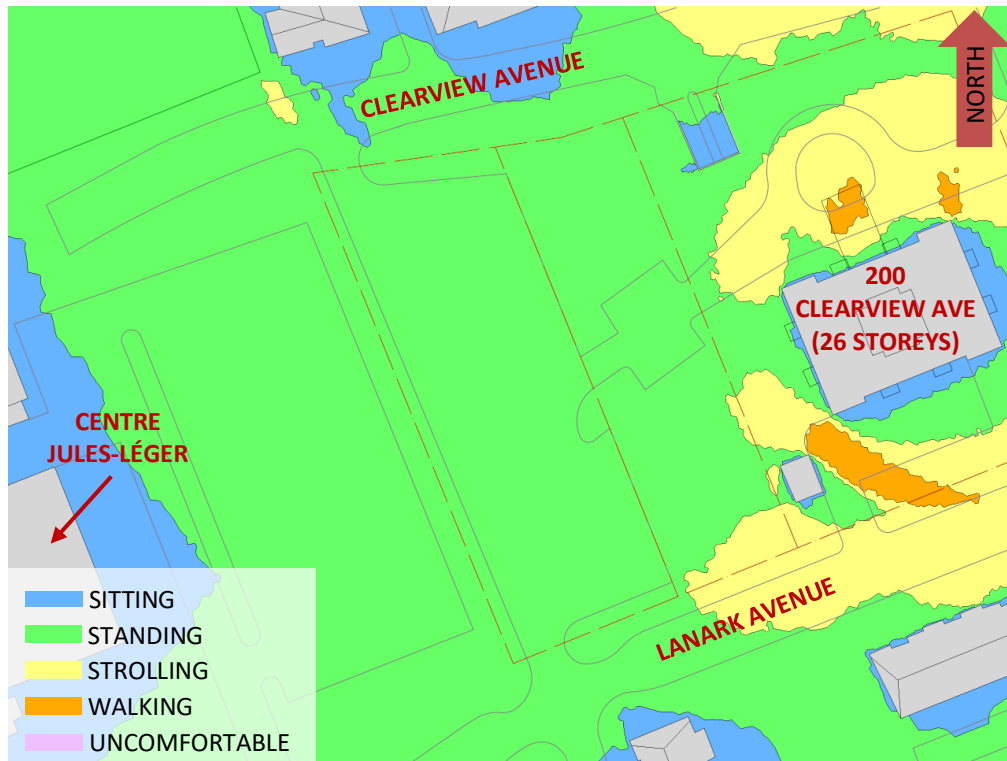 CLEARVIEW AVENUE
NORTH
200
CLEARVIEW AVE
(26 STOREYS)
CENTRE
JULES-LÉGER
LANARK AVENUE
SITTING
STANDING
STROLLING
WALKING
UNCOMFORTABLE